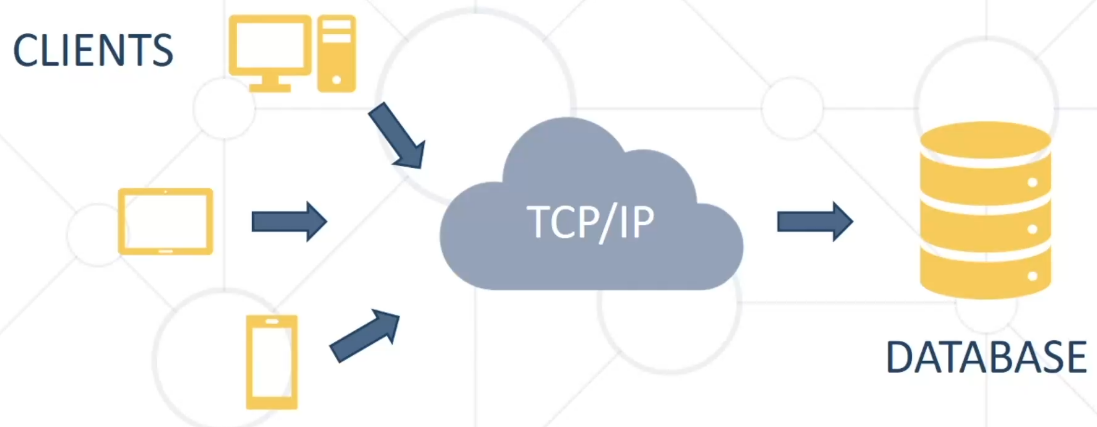 CLIENTS
TCP/IP
DATABASE